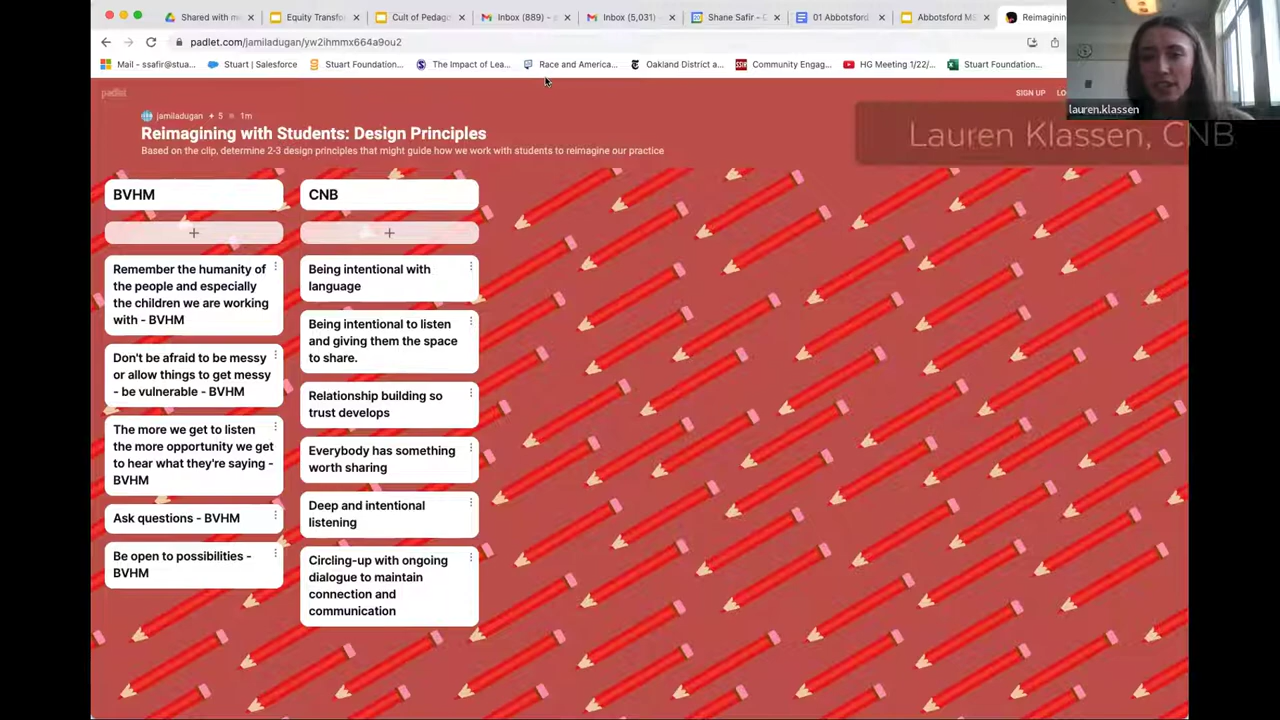 Shared with me
Equity Transfo
Cult of Pedago
Inbox (889) -
Inbox (5,031)
Shane Safir - E
01 Abbotsford
Abbotsford M
Reimagining
padlet.com/jamiladugan/yw2ihmmx664a9ou2
Mail - ssafir@stua...
Stuart | Salesforce
Stuart Foundation...
The Impact of Lea...
Race and America...
Oakland District a...
Community Engag...
HG Meeting 1/22/...
Stuart Foundation...
lauren.klassen
padlet
SIGN UP
LO
Lauren Klassen, CNB
jamiladugan + 5 1m
Reimagining with Students: Design Principles
Based on the clip, determine 2-3 design principles that might guide how we work with students to reimagine our practice
BVHM
+
Remember the humanity of
the people and especially
the children we are working
with - BVHM
Don't be afraid to be messy
or allow things to get messy
- be vulnerable - BVHM
The more we get to listen
the more opportunity we get
to hear what they're saying -
BVHM
Ask questions - BVHM
Be open to possibilities -
BVHM
CNB
+
Being intentional with
language
Being intentional to listen
and giving them the space
to share.
Relationship building so
trust develops
Everybody has something
worth sharing
Deep and intentional
listening
Circling-up with ongoing
dialogue to maintain
connection and
communication